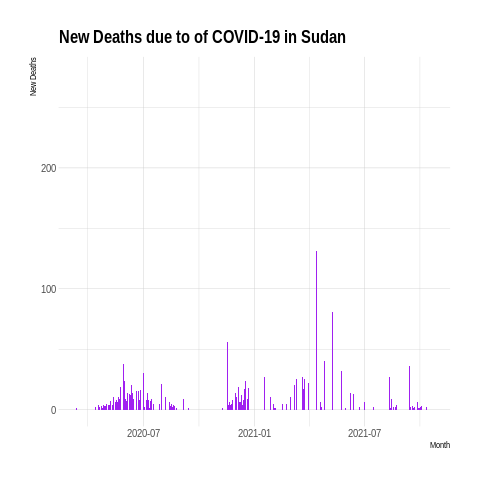 New Deaths due to of COVID-19 in Sudan
New Deaths
200
100
0
2020-07
2021-01
2021-07
Month